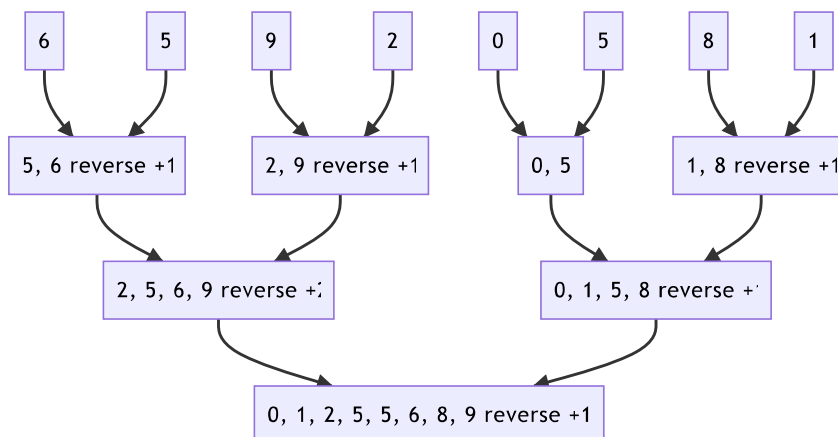 6
5
9
2
0
5
8
1
5, 6 reverse +1
2, 9 reverse +1
0, 5
1, 8 reverse +1
2, 5, 6, 9 reverse +2
0, 1, 5, 8 reverse +1
0, 1, 2, 5, 5, 6, 8, 9 reverse +1